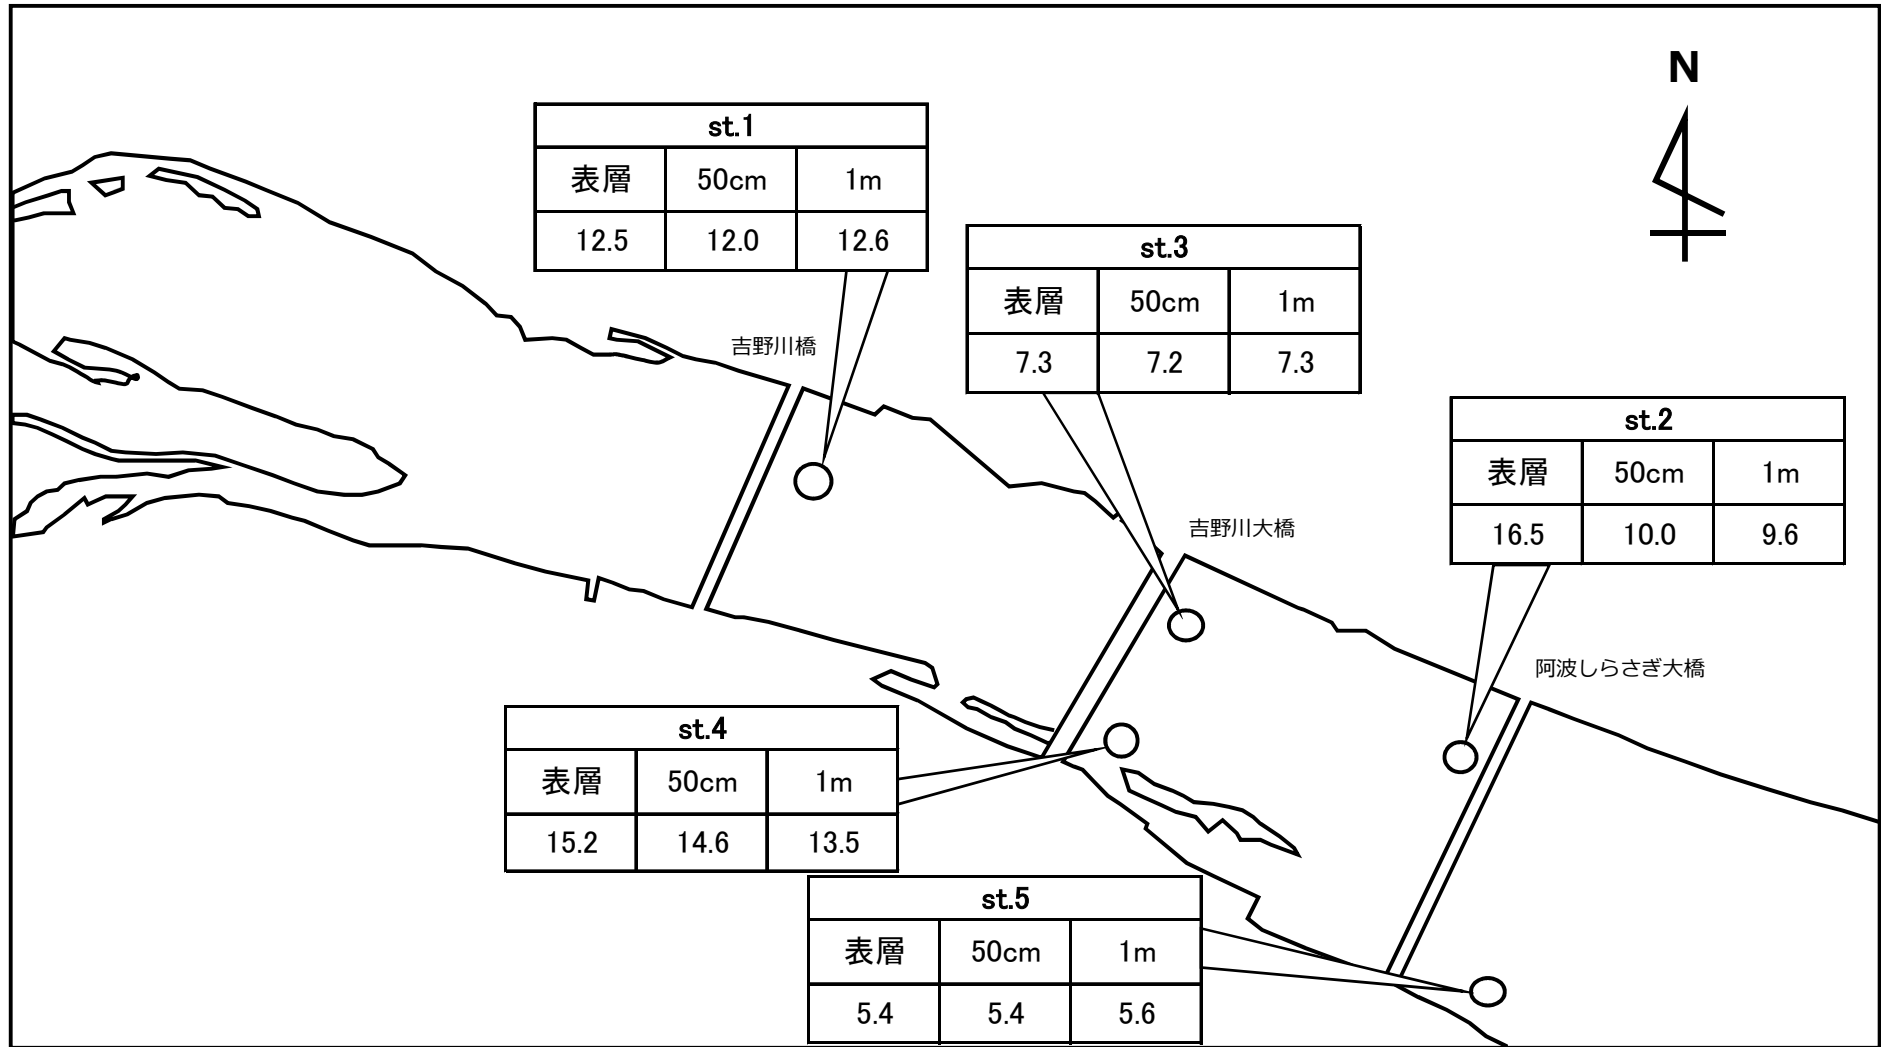 N
st.1
表層 50cm 1m
12.5 12.0 12.6
st.3
表層 50cm 1m
7.3 7.2 7.3
吉野川橋
st.2
表層 50cm 1m
16.5 10.0 9.6
吉野川大橋
阿波しらさぎ大橋
st.4
表層 50cm 1m
15.2 14.6 13.5
st.5
表層 50cm 1m
5.4 5.4 5.6